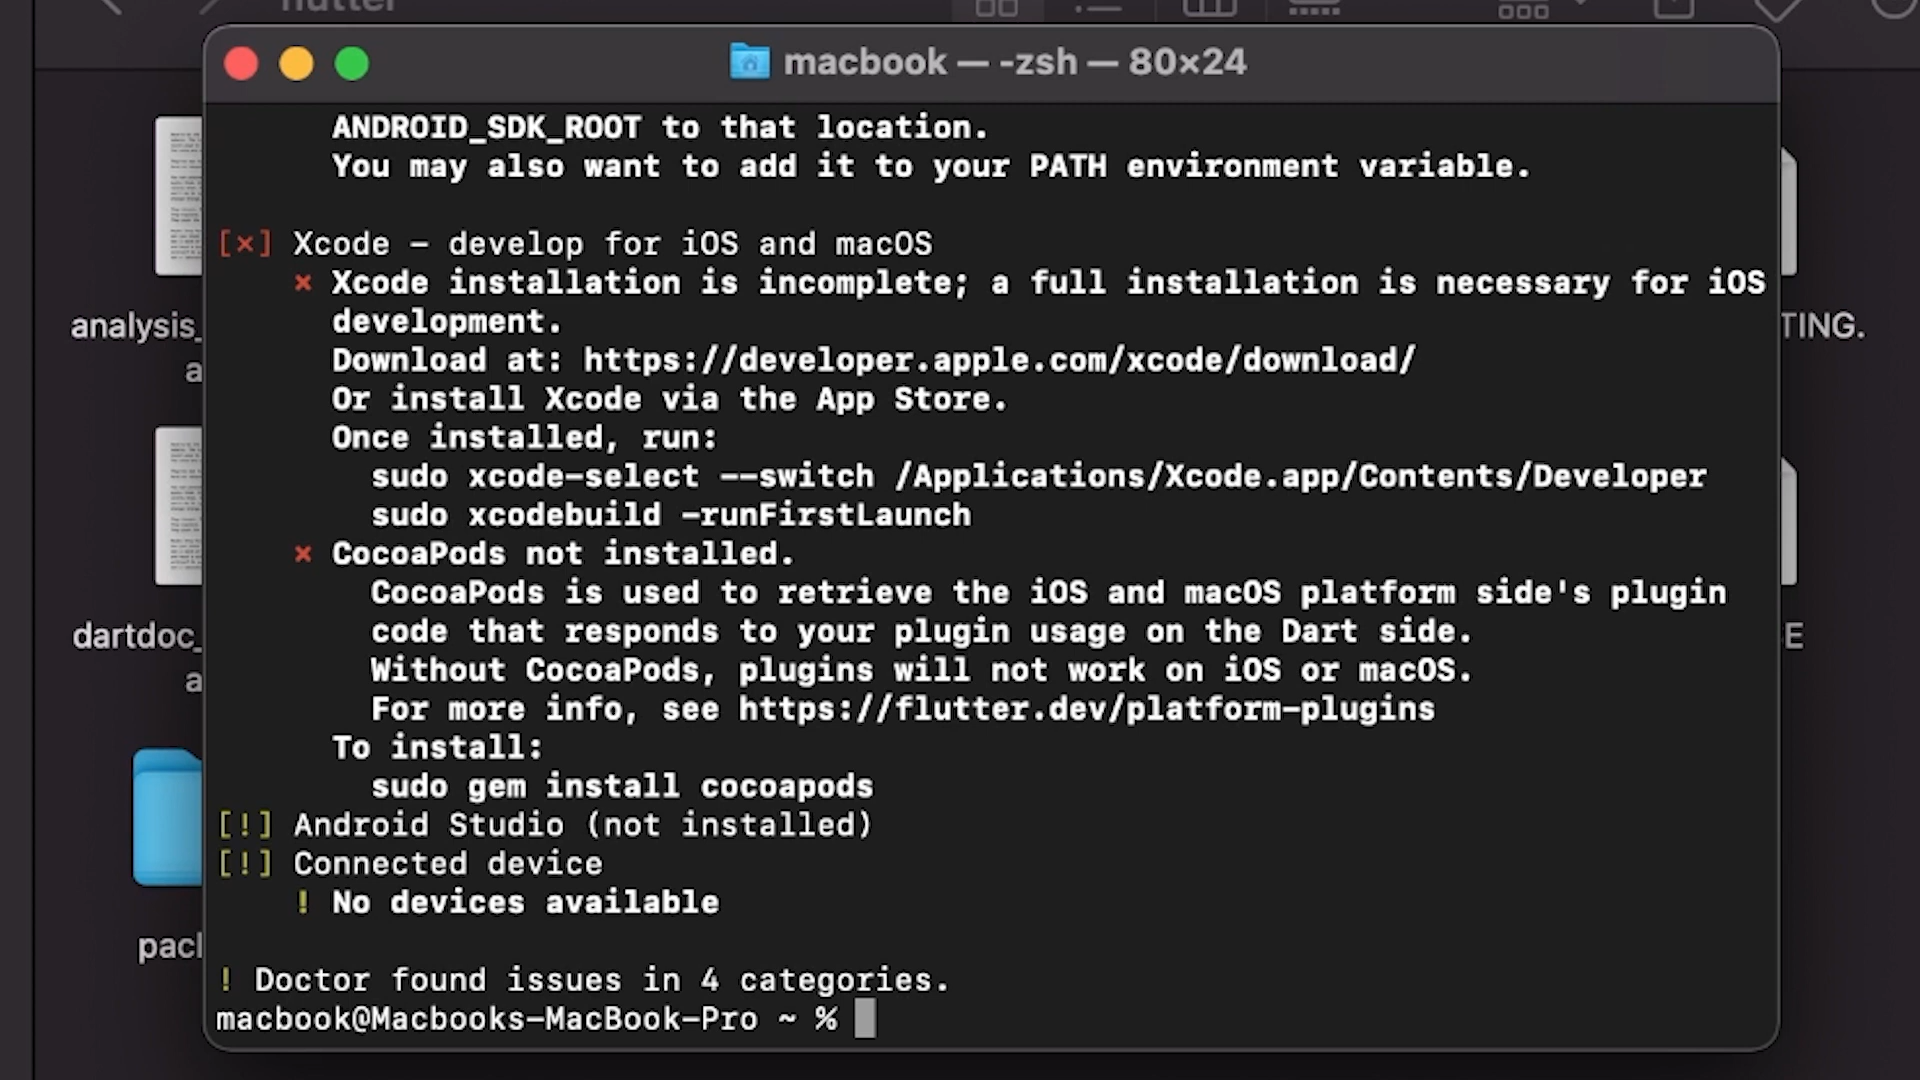 flutter
macbook — -zsh — 80×24
ANDROID_SDK_ROOT to that location.
You may also want to add it to your PATH environment variable.
[✗] Xcode - develop for iOS and macOS
✗ Xcode installation is incomplete; a full installation is necessary for iOS
development.
Download at: https://developer.apple.com/xcode/download/
Or install Xcode via the App Store.
Once installed, run:
sudo xcode-select --switch /Applications/Xcode.app/Contents/Developer
sudo xcodebuild -runFirstLaunch
✗ CocoaPods not installed.
CocoaPods is used to retrieve the iOS and macOS platform side's plugin
code that responds to your plugin usage on the Dart side.
Without CocoaPods, plugins will not work on iOS or macOS.
For more info, see https://flutter.dev/platform-plugins
To install:
sudo gem install cocoapods
[!] Android Studio (not installed)
[!] Connected device
! No devices available
! Doctor found issues in 4 categories.
macbook@Macbooks-MacBook-Pro ~ %
analysis_
a
TING.
dartdoc_
a
E
pac